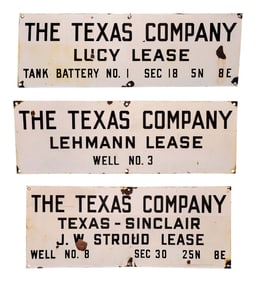 THE TEXAS COMPANY
LUCY LEASE
TANK BATTERY NO. 1 SEC 18 5N 8E
THE TEXAS COMPANY
LEHMANN LEASE
WELL NO. 3
THE TEXAS COMPANY
TEXAS-SINCLAIR
J. W. STROUD LEASE
WELL NO. 8 SEC 30 25N 8E